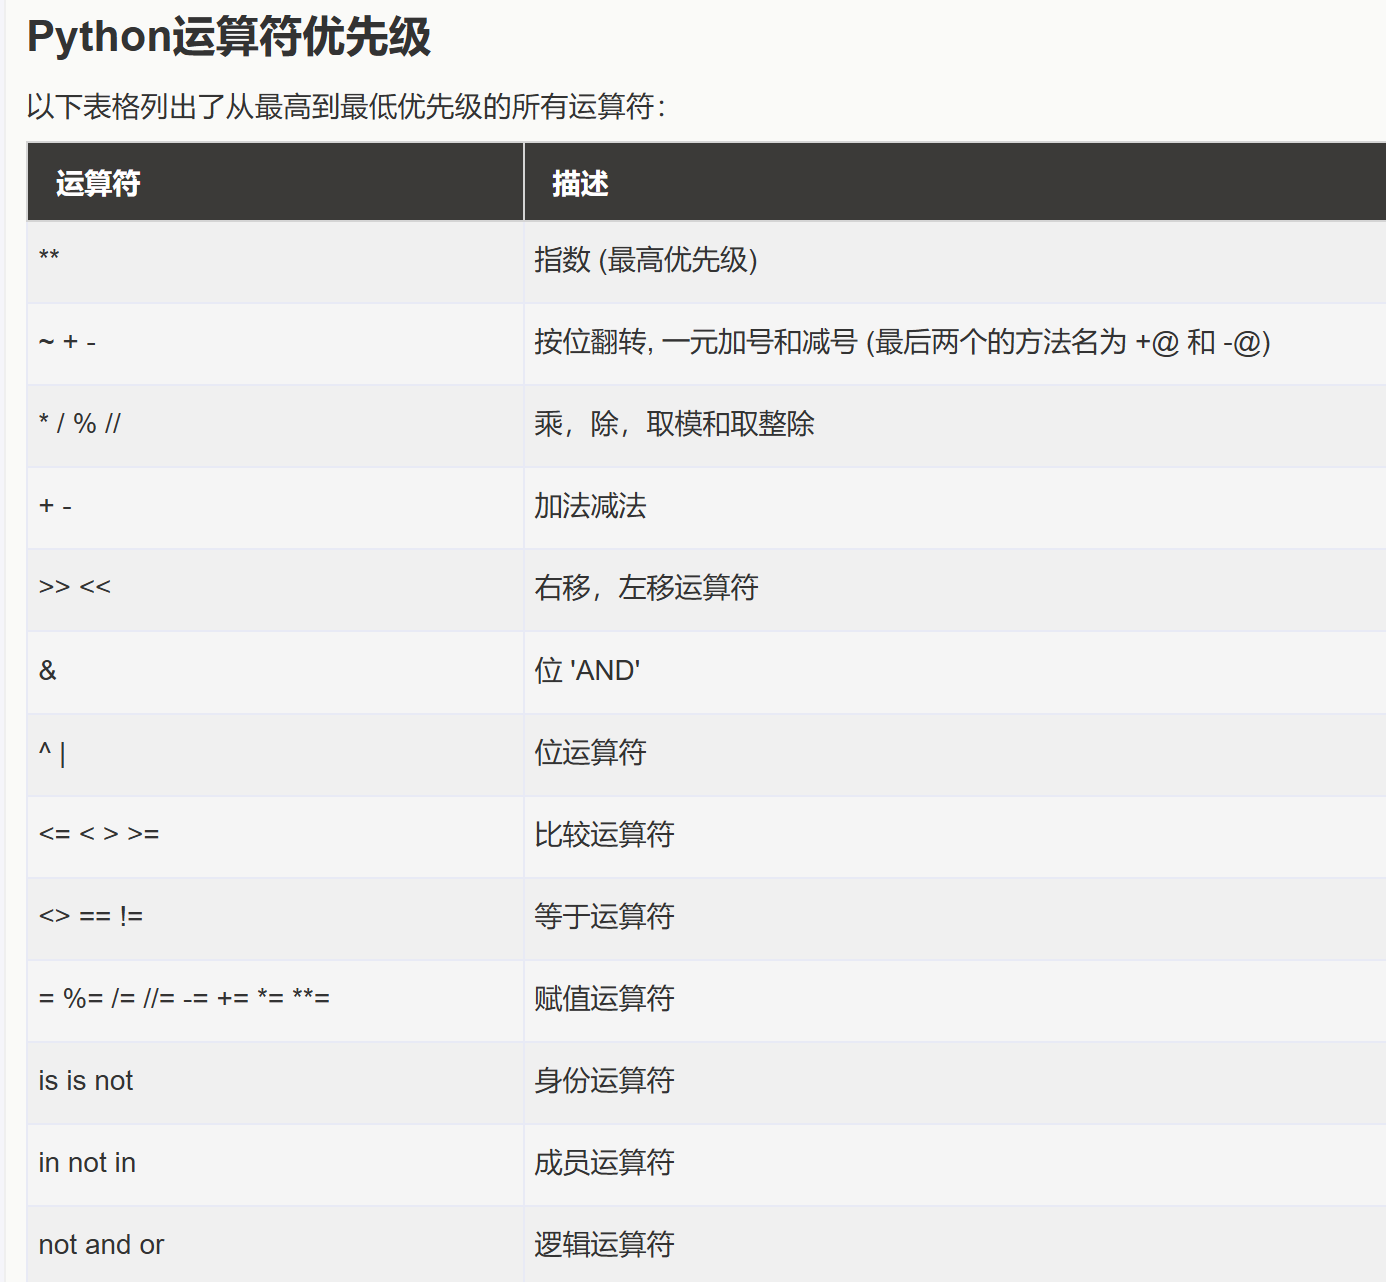 Python运算符优先级
以下表格列出了从最高到最低优先级的所有运算符：
运算符 描述
** 指数 (最高优先级)
~ + - 按位翻转, 一元加号和减号 (最后两个的方法名为 +@ 和 -@)
* / % // 乘，除，取模和取整除
+ - 加法减法
>> << 右移，左移运算符
& 位 'AND'
^ | 位运算符
<= < > >= 比较运算符
<> == != 等于运算符
= %= /= //= -= += *= **= 赋值运算符
is is not 身份运算符
in not in 成员运算符
not and or 逻辑运算符